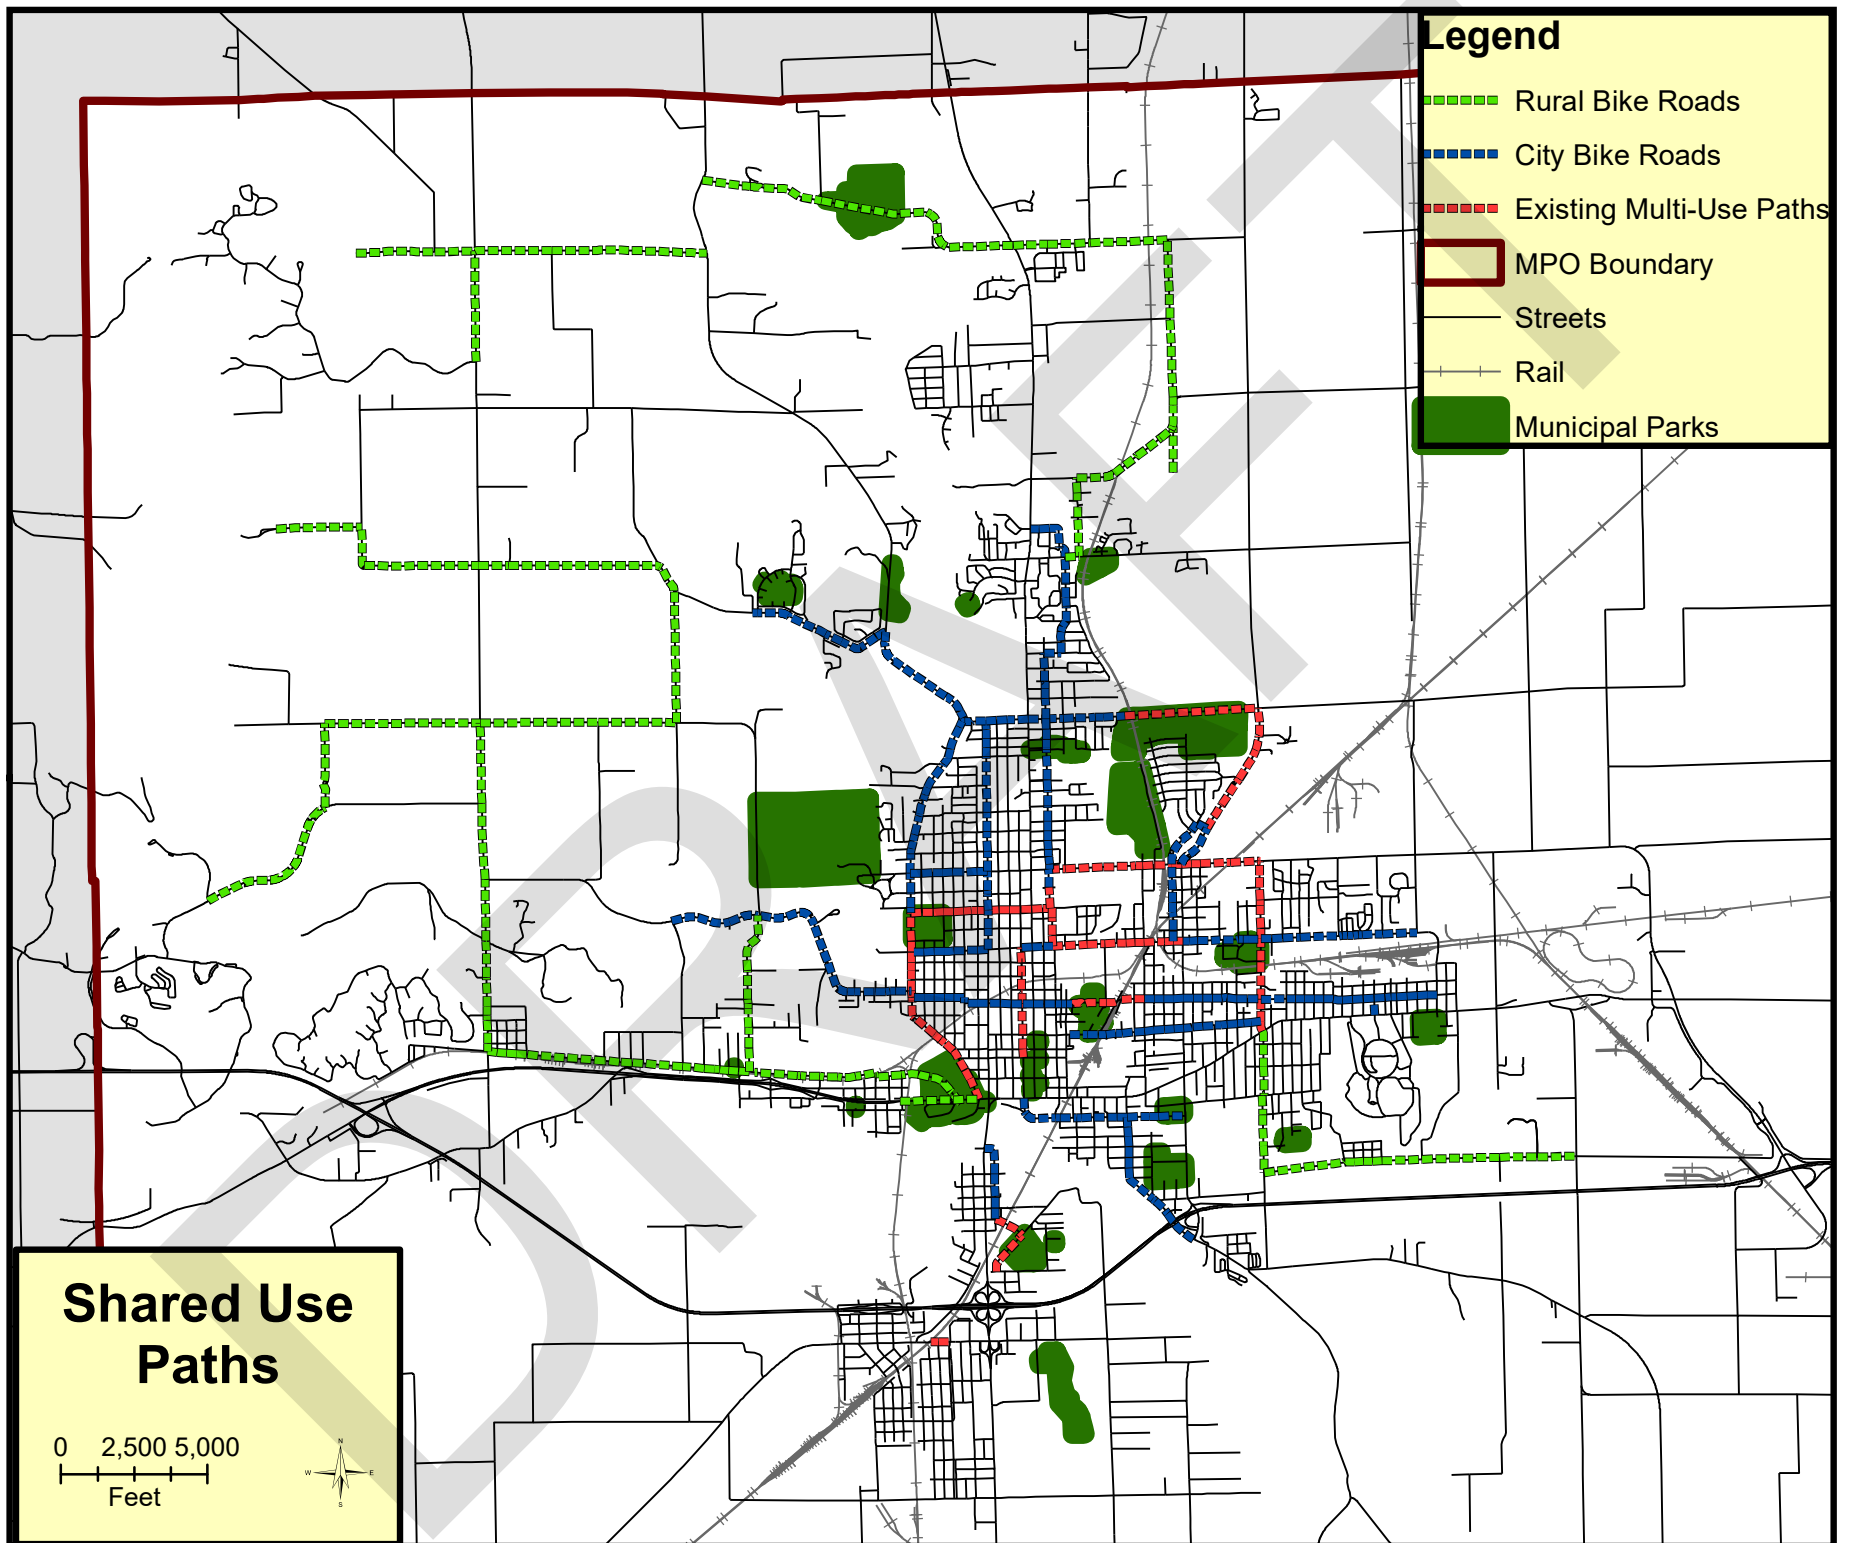 Legend
Rural Bike Roads
City Bike Roads
Existing Multi-Use Paths
MPO Boundary
Streets
Rail
Municipal Parks
DRAFT
Shared Use
Paths
0 2,500 5,000
Feet
N
W E
S